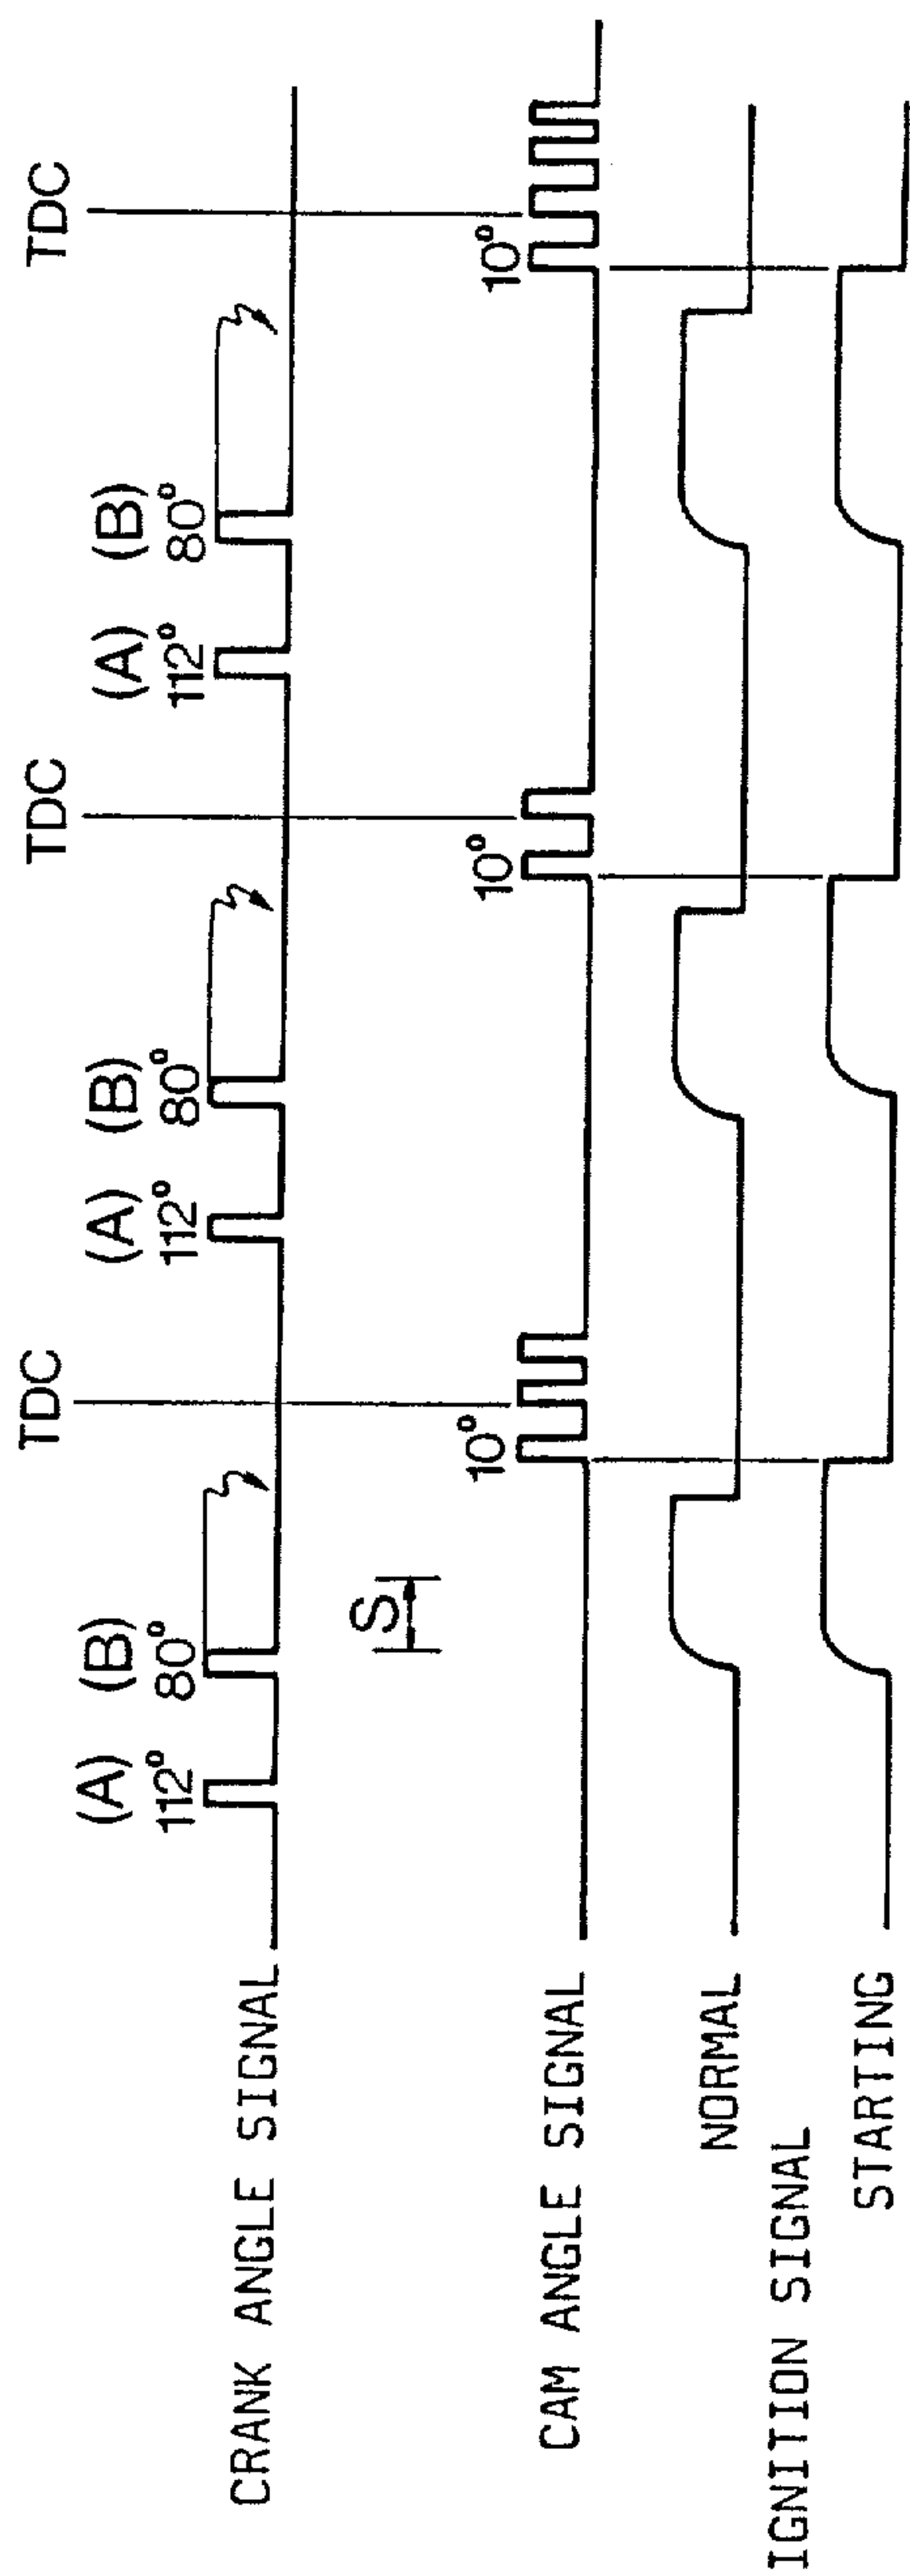 TDC TDC TDC
(A) (B) (A) (B) (A) (B)
112° 80° 112° 80° 112° 80°
CRANK ANGLE SIGNAL
S
10° 10° 10°
CAM ANGLE SIGNAL
NORMAL
IGNITION SIGNAL
STARTING